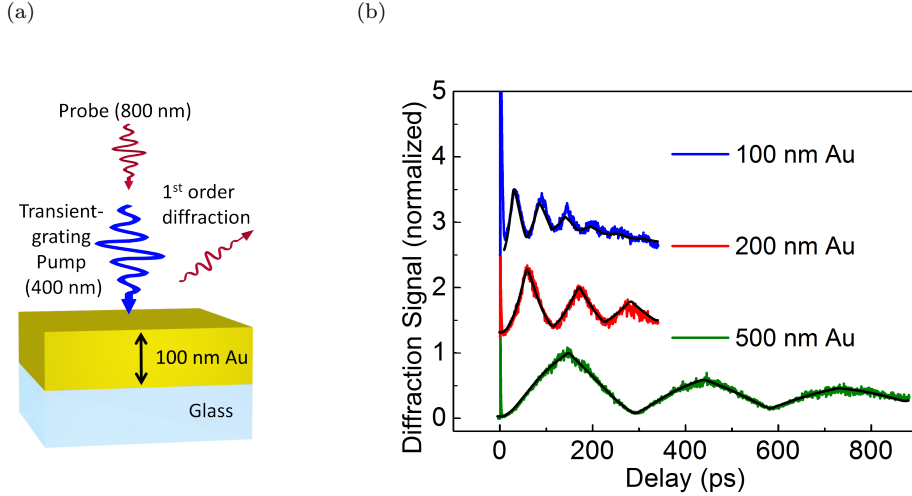 (a)
Probe (800 nm)
1st order
diffraction
Transient-
grating
Pump
(400 nm)
100 nm Au
Glass
(b)
Diffraction Signal (normalized)
5
4
3
2
1
0
100 nm Au
200 nm Au
500 nm Au
0 200 400 600 800
Delay (ps)